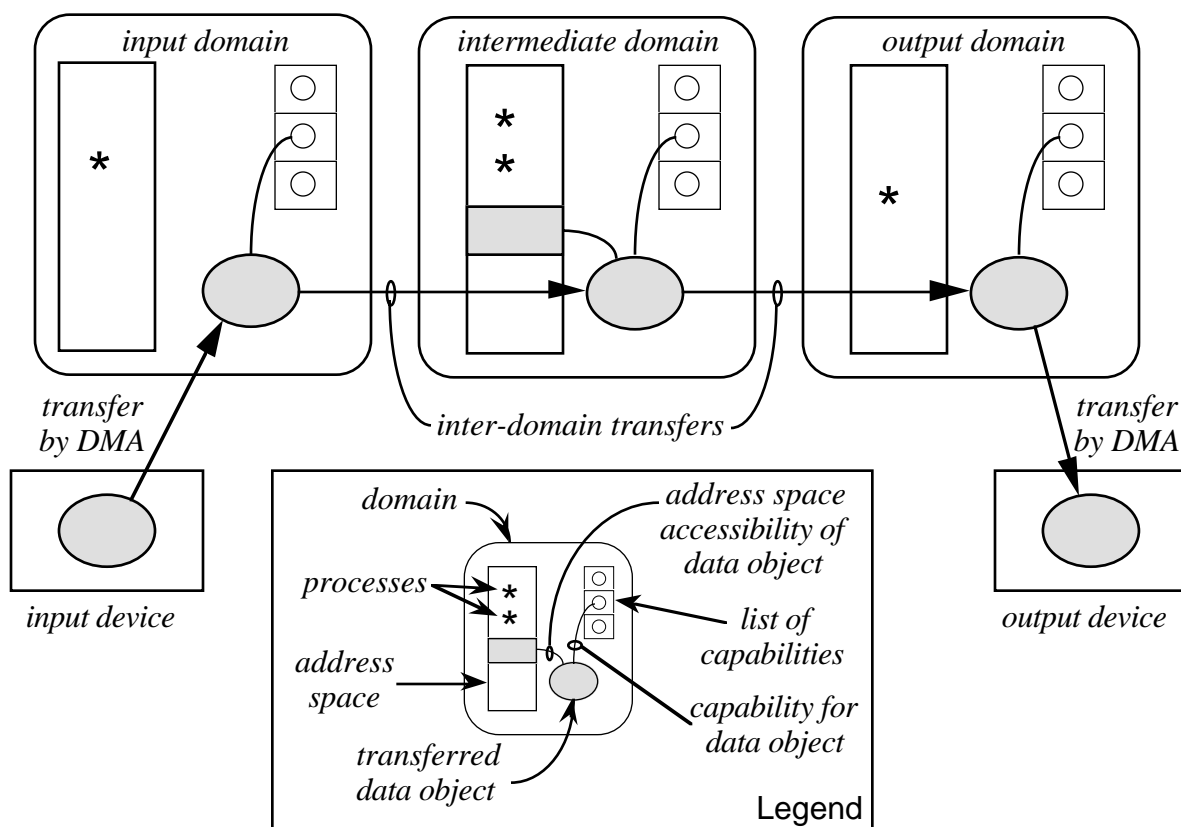 input domain
intermediate domain
output domain
*
*
*
*
transfer
by DMA
inter-domain transfers
transfer
by DMA
input device
output device
domain
address space
accessibility of
data object
processes
*
*
list of
capabilities
address
space
capability for
data object
transferred
data object
Legend